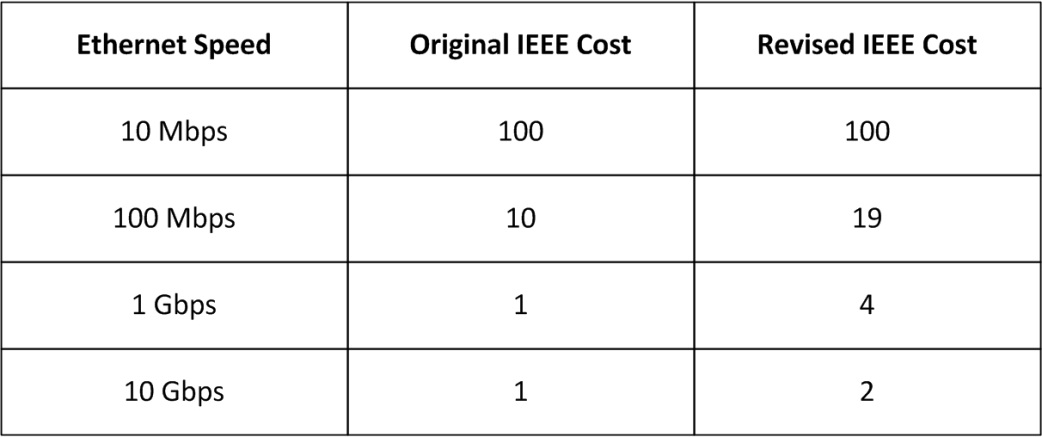 Ethernet Speed Original IEEE Cost Revised IEEE Cost
10 Mbps 100 100
100 Mbps 10 19
1 Gbps 1 4
10 Gbps 1 2